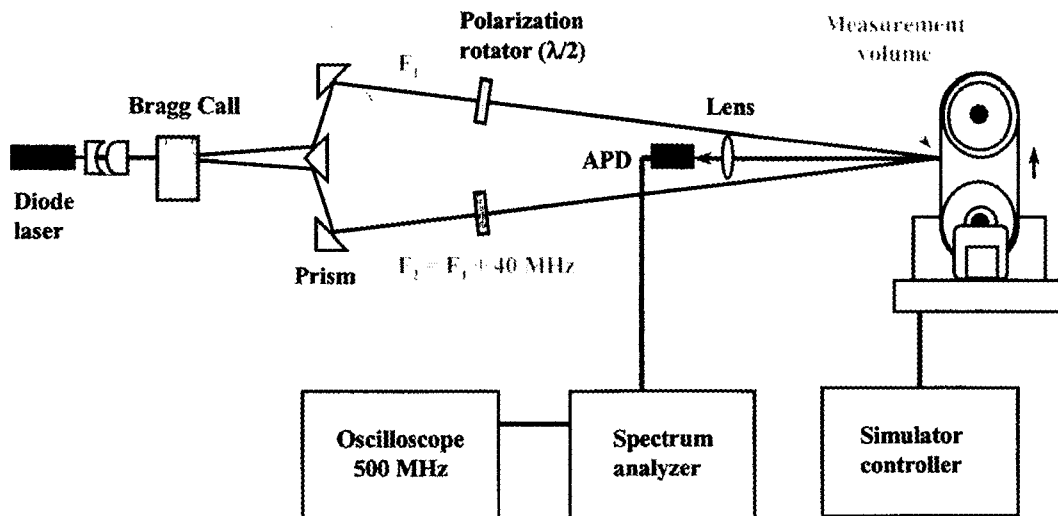 Polarization
rotator (λ/2)
Measurement
volume
F₁
Bragg Call
Lens
APD
Diode
laser
Prism
F₂ = F₁ + 40 MHz
Oscilloscope
500 MHz
Spectrum
analyzer
Simulator
controller